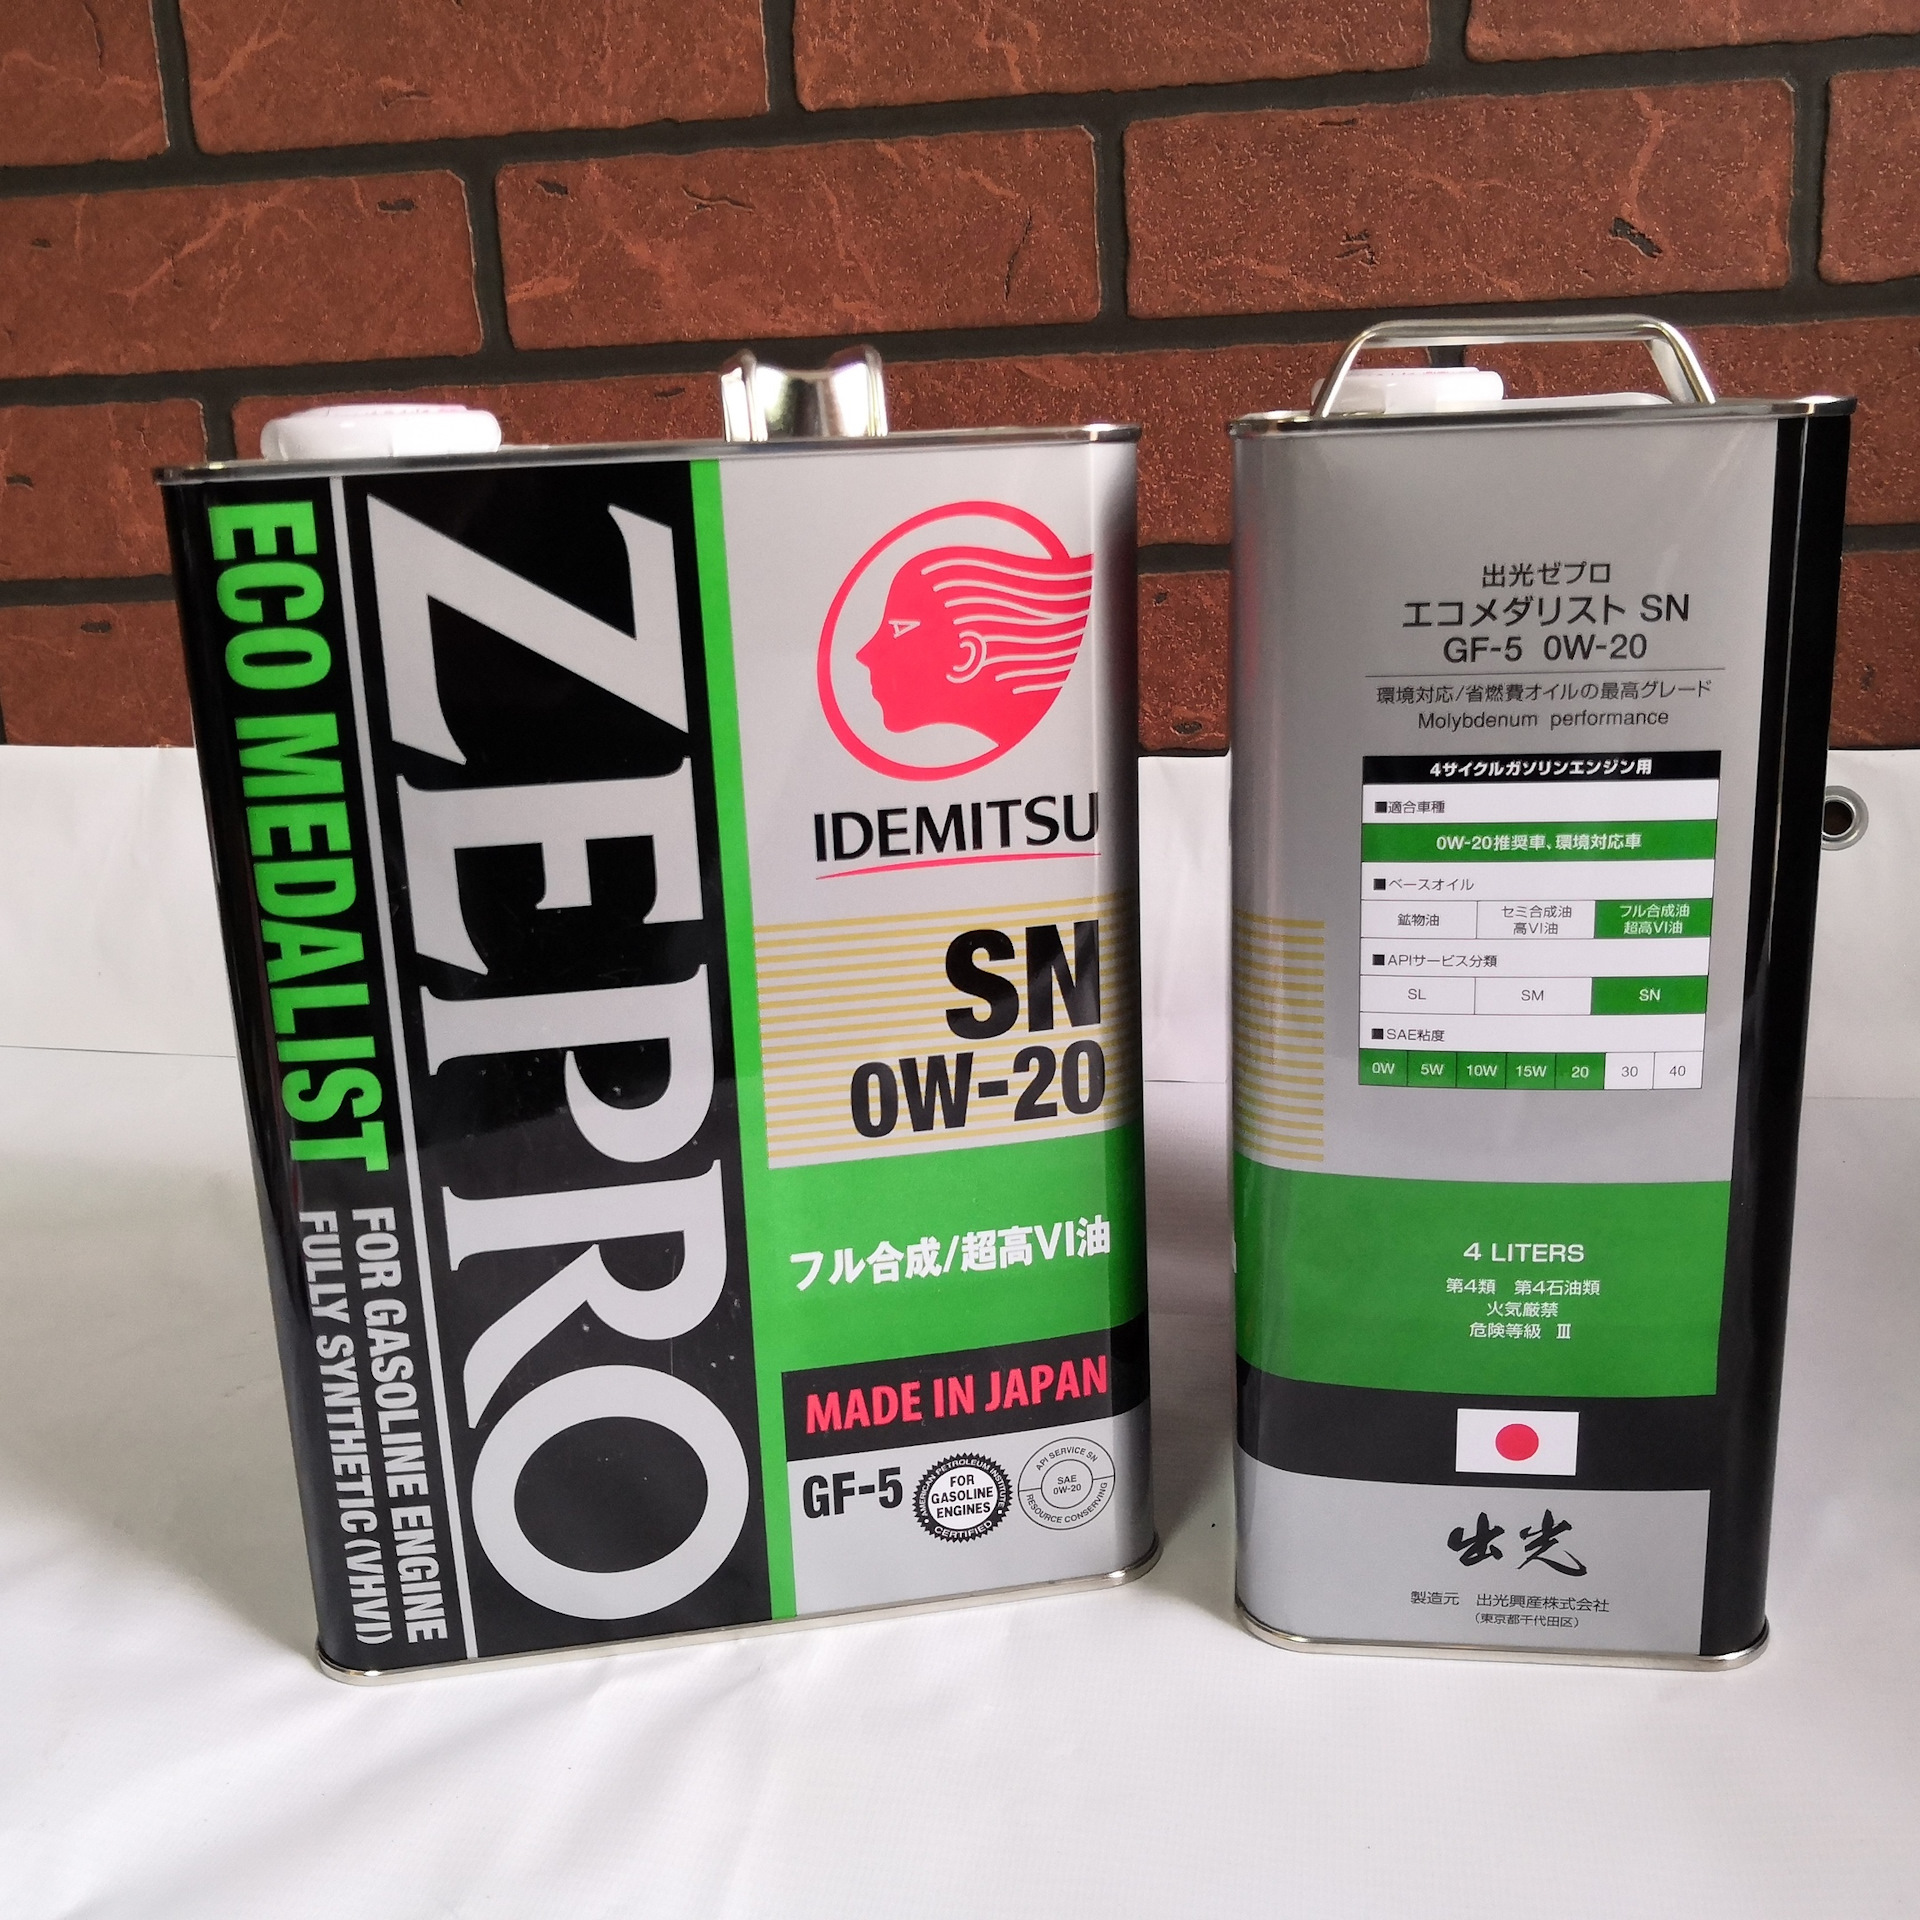 ECO MEDALIST
FOR GASOLINE ENGINE
FULLY SYNTHETIC (VHVI)
ZEPRO
IDEMITSU
SN
0W-20
フル合成/超高VI油
MADE IN JAPAN
GF-5
AMERICAN PETROLEUM INSTITUTE
FOR
GASOLINE
ENGINES
CERTIFIED
API SERVICE SN
SAE
0W-20
RESOURCE CONSERVING
出光ゼプロ
エコメダリスト SN
GF-5 0W-20
環境対応/省燃費オイルの最高グレード
Molybdenum performance
4サイクルガソリンエンジン用
■適合車種
0W-20推奨車、環境対応車
■ベースオイル
鉱物油 セミ合成油 フル合成油
高VI油 超高VI油
■APIサービス分類
SL SM SN
■SAE粘度
0W 5W 10W 15W 20 30 40
4 LITERS
第4類 第4石油類
火気厳禁
危険等級 Ⅲ
出光
製造元 出光興産株式会社
(東京都千代田区)